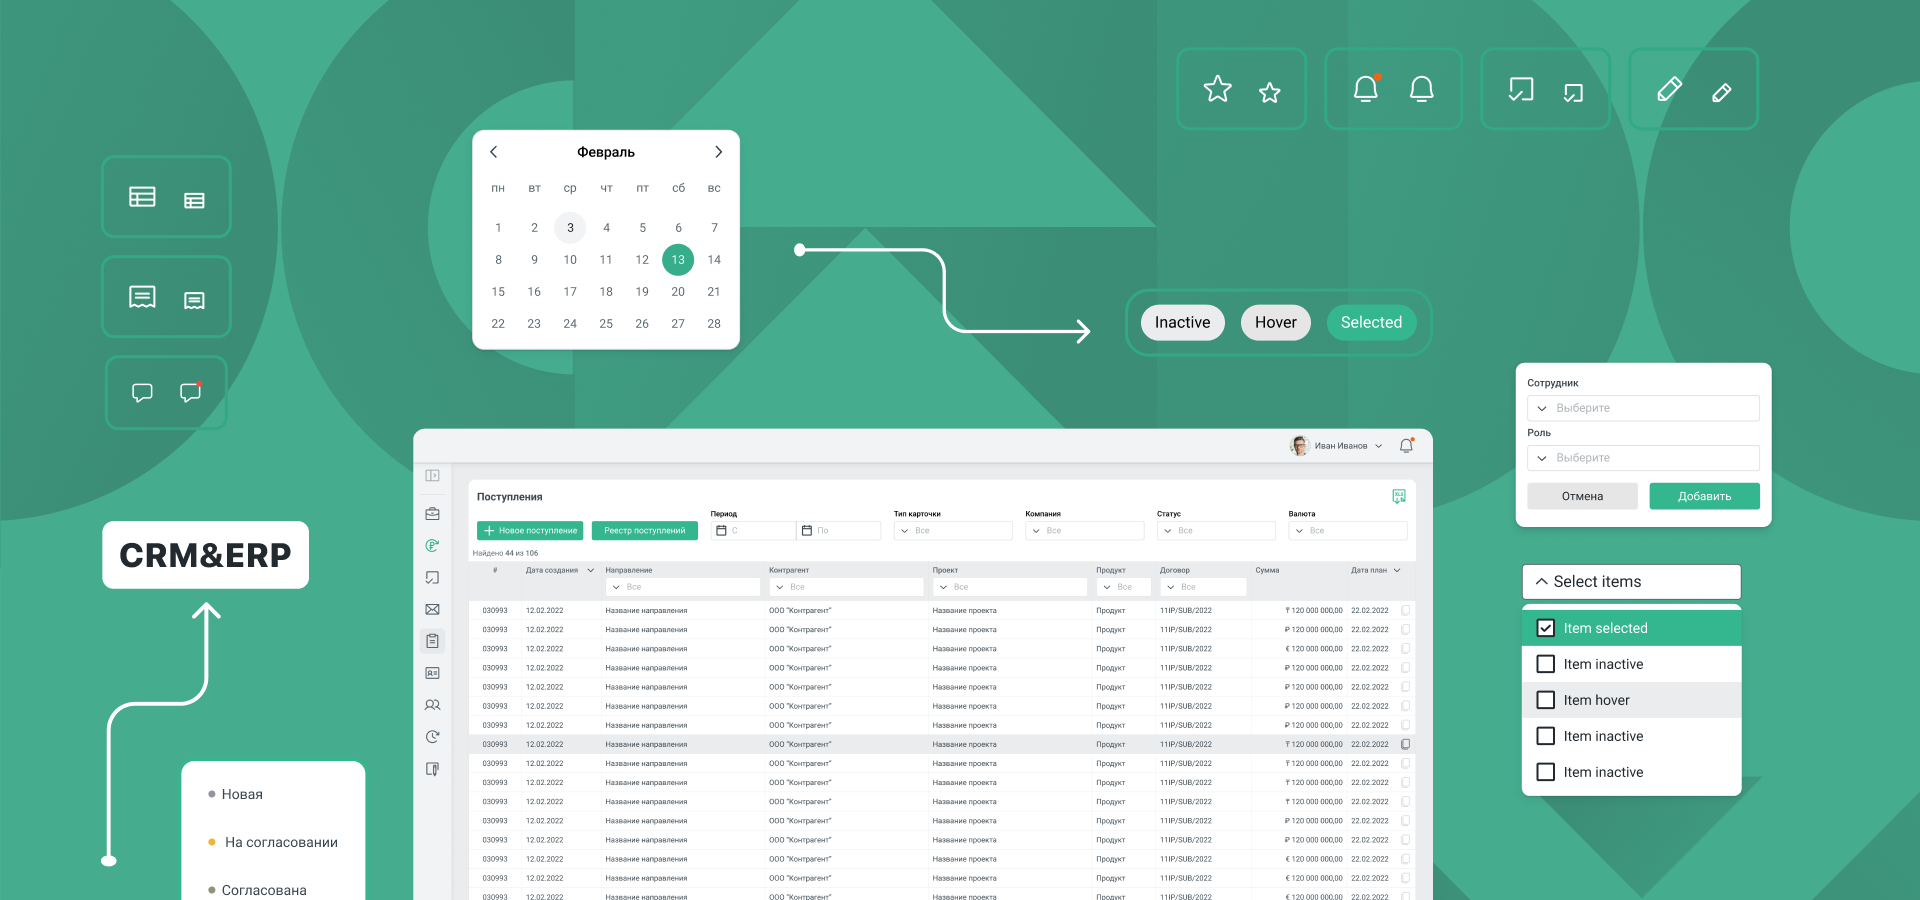 Февраль
пн вт ср чт пт сб вс
1 2 3 4 5 6 7
8 9 10 11 12 13 14
15 16 17 18 19 20 21
22 23 24 25 26 27 28
Inactive Hover Selected
CRM&ERP
Новая
На согласовании
Согласована
Иван Иванов
Поступления
XLS
Период Тип карточки Компания Статус Валюта
Новое поступление Реестр поступлений С По Все Все Все Все
Найдено 44 из 106
# Дата создания Направление Контрагент Проект Продукт Договор Сумма Дата план
Все Все Все Все Все
030993 12.02.2022 Название направления ООО "Контрагент" Название проекта Продукт 11IP/SUB/2022 ₸ 120 000 000,00 22.02.2022
030993 12.02.2022 Название направления ООО "Контрагент" Название проекта Продукт 11IP/SUB/2022 ₽ 120 000 000,00 22.02.2022
030993 12.02.2022 Название направления ООО "Контрагент" Название проекта Продукт 11IP/SUB/2022 € 120 000 000,00 22.02.2022
030993 12.02.2022 Название направления ООО "Контрагент" Название проекта Продукт 11IP/SUB/2022 ₽ 120 000 000,00 22.02.2022
030993 12.02.2022 Название направления ООО "Контрагент" Название проекта Продукт 11IP/SUB/2022 ₽ 120 000 000,00 22.02.2022
030993 12.02.2022 Название направления ООО "Контрагент" Название проекта Продукт 11IP/SUB/2022 ₽ 120 000 000,00 22.02.2022
030993 12.02.2022 Название направления ООО "Контрагент" Название проекта Продукт 11IP/SUB/2022 ₽ 120 000 000,00 22.02.2022
030993 12.02.2022 Название направления ООО "Контрагент" Название проекта Продукт 11IP/SUB/2022 ₸ 120 000 000,00 22.02.2022
030993 12.02.2022 Название направления ООО "Контрагент" Название проекта Продукт 11IP/SUB/2022 ₸ 120 000 000,00 22.02.2022
030993 12.02.2022 Название направления ООО "Контрагент" Название проекта Продукт 11IP/SUB/2022 ₸ 120 000 000,00 22.02.2022
030993 12.02.2022 Название направления ООО "Контрагент" Название проекта Продукт 11IP/SUB/2022 ₸ 120 000 000,00 22.02.2022
030993 12.02.2022 Название направления ООО "Контрагент" Название проекта Продукт 11IP/SUB/2022 ₽ 120 000 000,00 22.02.2022
030993 12.02.2022 Название направления ООО "Контрагент" Название проекта Продукт 11IP/SUB/2022 ₽ 120 000 000,00 22.02.2022
030993 12.02.2022 Название направления ООО "Контрагент" Название проекта Продукт 11IP/SUB/2022 € 120 000 000,00 22.02.2022
030993 12.02.2022 Название направления ООО "Контрагент" Название проекта Продукт 11IP/SUB/2022 € 120 000 000,00 22.02.2022
030993 12.02.2022 Название направления ООО "Контрагент" Название проекта Продукт 11IP/SUB/2022 € 120 000 000,00 22.02.2022
Сотрудник
Выберите
Роль
Выберите
Отмена Добавить
Select items
Item selected
Item inactive
Item hover
Item inactive
Item inactive